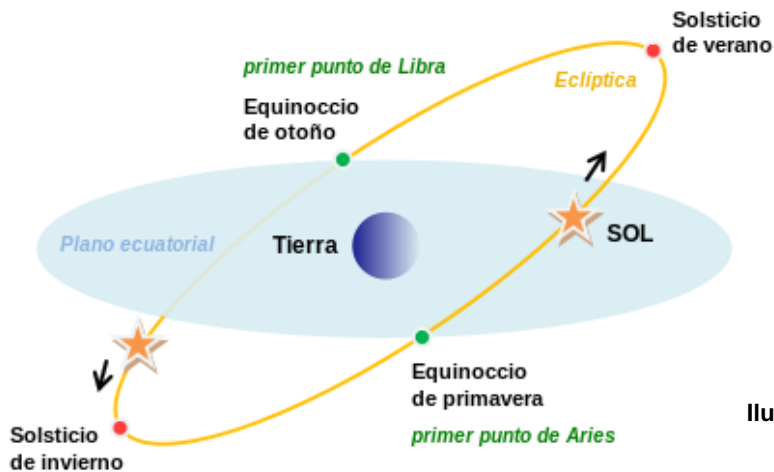 Solsticio
de verano
primer punto de Libra
Eclíptica
Equinoccio
de otoño
Plano ecuatorial
Tierra
SOL
Equinoccio
de primavera
primer punto de Aries
Ilu
Solsticio
de invierno